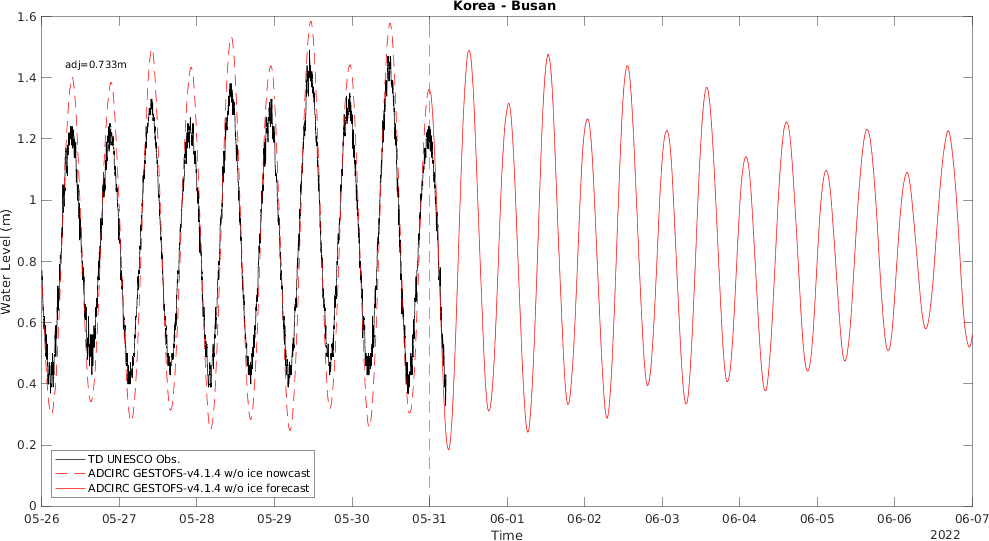 Korea - Busan
1.6
adj=0.733m
1.4
1.2
1
0.8
0.6
0.4
0.2
0
Water Level (m)
TD UNESCO Obs.
ADCIRC GESTOFS-v4.1.4 w/o ice nowcast
ADCIRC GESTOFS-v4.1.4 w/o ice forecast
05-26 05-27 05-28 05-29 05-30 05-31 06-01 06-02 06-03 06-04 06-05 06-06 06-07
Time
2022